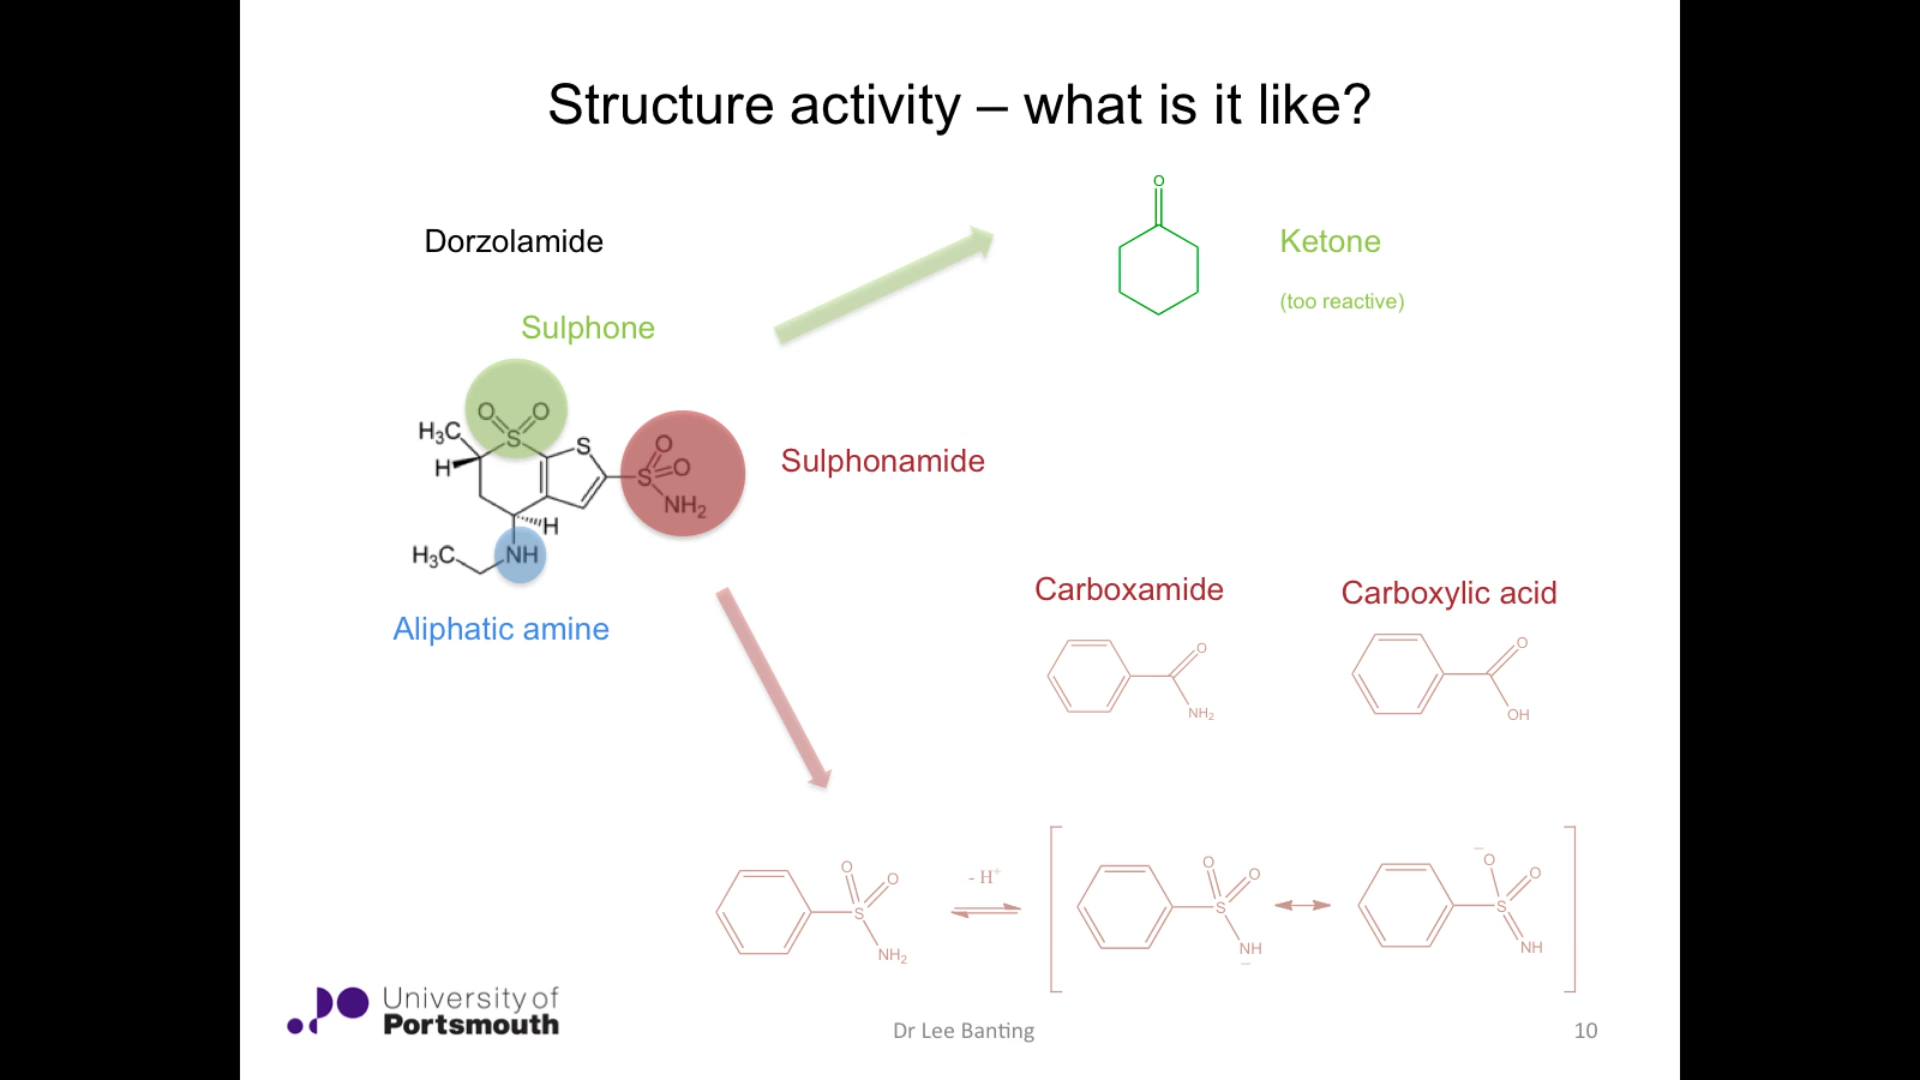 Structure activity – what is it like?
Dorzolamide
Ketone
(too reactive)
Sulphone
O
O O
H₃C
S
S
H
O
S O
NH₂
Sulphonamide
H
H₃C
NH
Aliphatic amine
Carboxamide
Carboxylic acid
O
NH₂
O
OH
O
O
S
NH₂
- H⁺
O
O
S
NH
–
–
O
O
S
NH
University of
Portsmouth
Dr Lee Banting
10